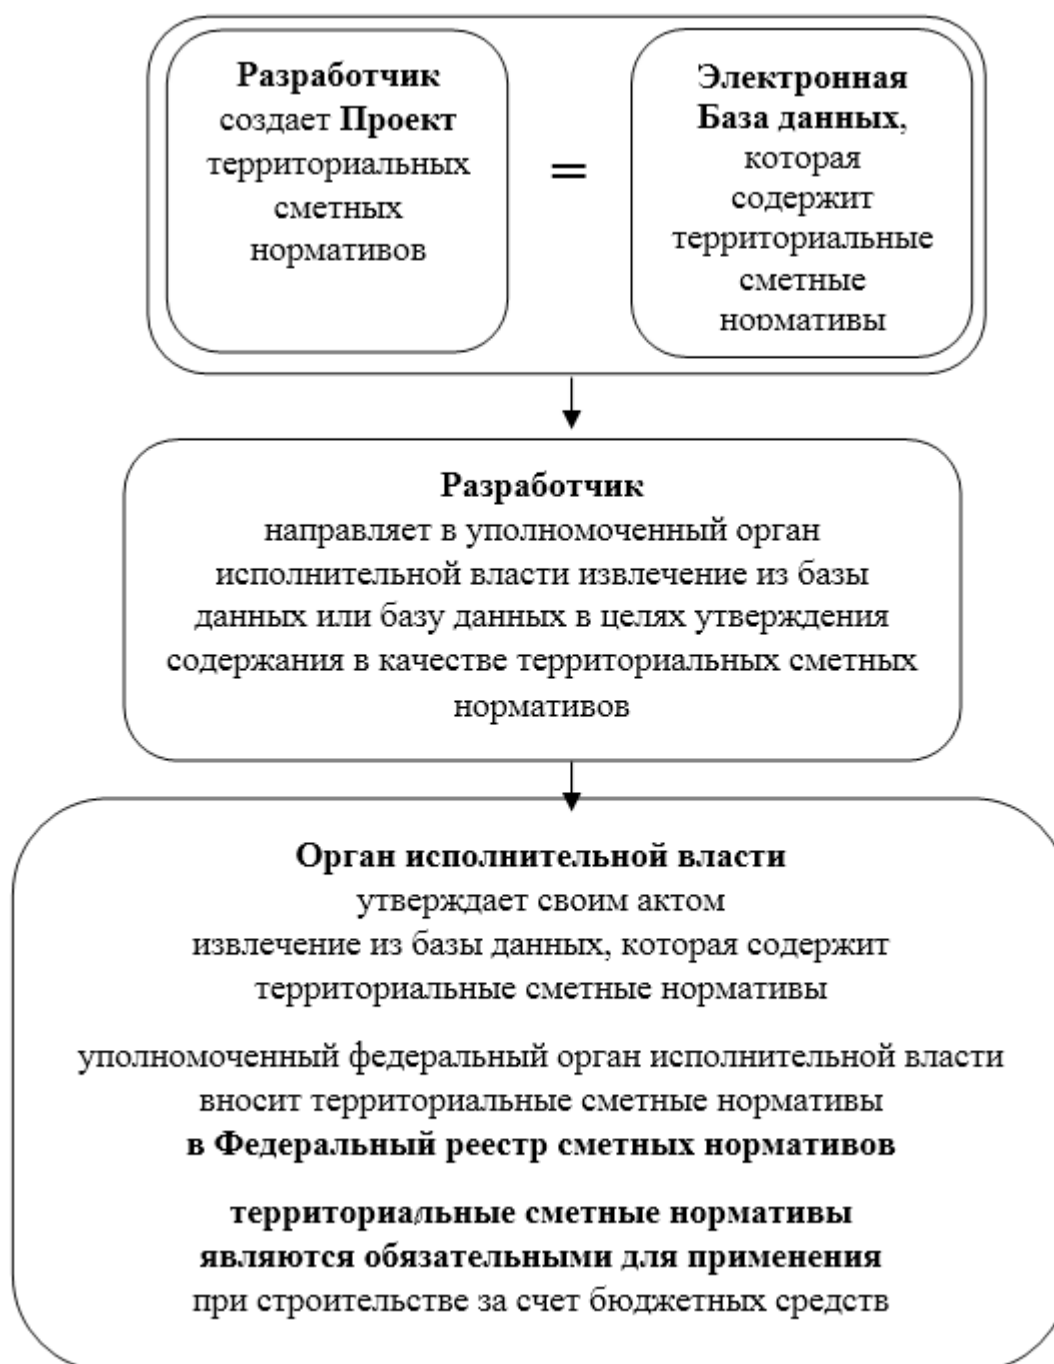 Разработчик
создает Проект
территориальных
сметных
нормативов
=
Электронная
База данных,
которая
содержит
территориальные
сметные
нормативы
Разработчик
направляет в уполномоченный орган
исполнительной власти извлечение из базы
данных или базу данных в целях утверждения
содержания в качестве территориальных сметных
нормативов
Орган исполнительной власти
утверждает своим актом
извлечение из базы данных, которая содержит
территориальные сметные нормативы
уполномоченный федеральный орган исполнительной власти
вносит территориальные сметные нормативы
в Федеральный реестр сметных нормативов
территориальные сметные нормативы
являются обязательными для применения
при строительстве за счет бюджетных средств